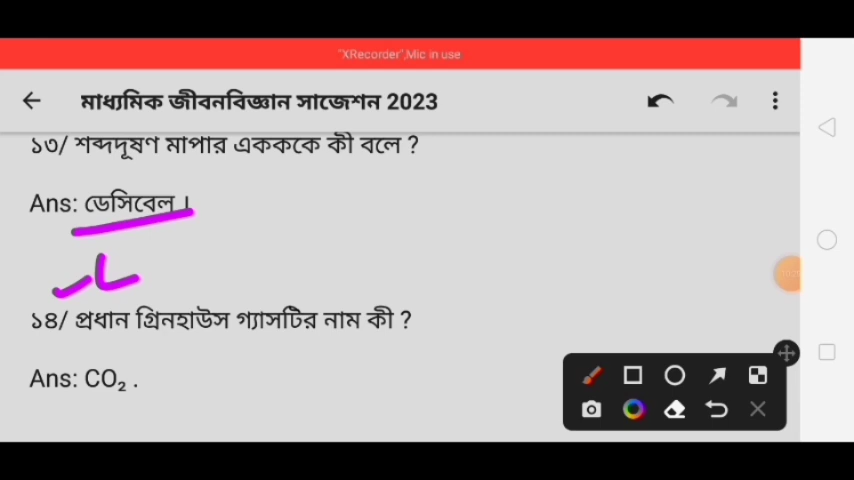 "XRecorder",Mic in use
মাধ্যমিক জীবনবিজ্ঞান সাজেশন 2023
১৩/ শব্দদূষণ মাপার একককে কী বলে ?
Ans: ডেসিবেল ।
১৪/ প্রধান গ্রিনহাউস গ্যাসটির নাম কী ?
Ans: CO₂ .